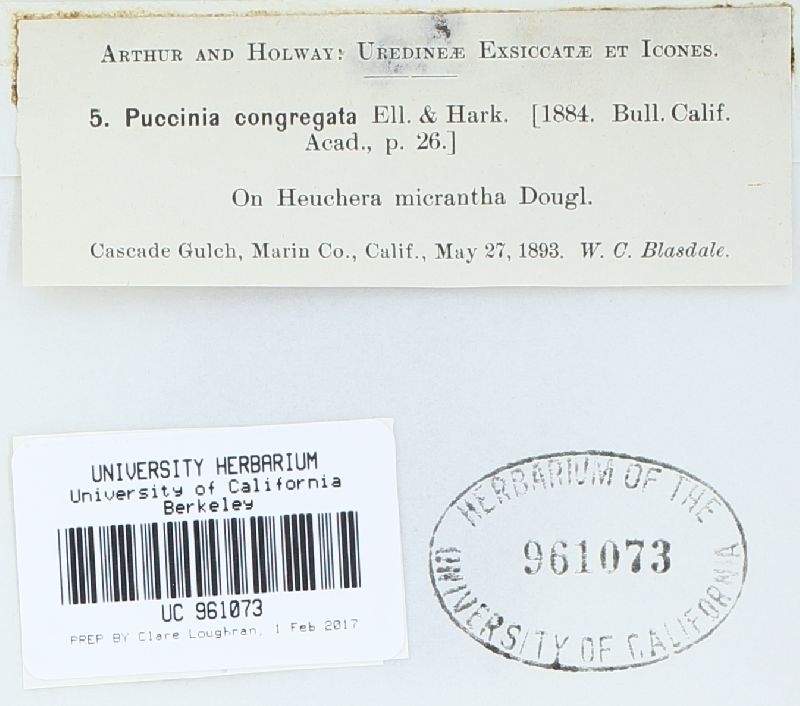 ARTHUR AND HOLWAY: UREDINEÆ EXSICCATÆ ET ICONES.
5. Puccinia congregata Ell. & Hark. [1884. Bull. Calif.
Acad., p. 26.]
On Heuchera micrantha Dougl.
Cascade Gulch, Marin Co., Calif., May 27, 1893. W. C. Blasdale.
UNIVERSITY HERBARIUM
University of California
Berkeley
UC 961073
PREP BY Clare Loughran, 1 Feb 2017
HERBARIUM OF THE
961073
UNIVERSITY OF CALIFORNIA